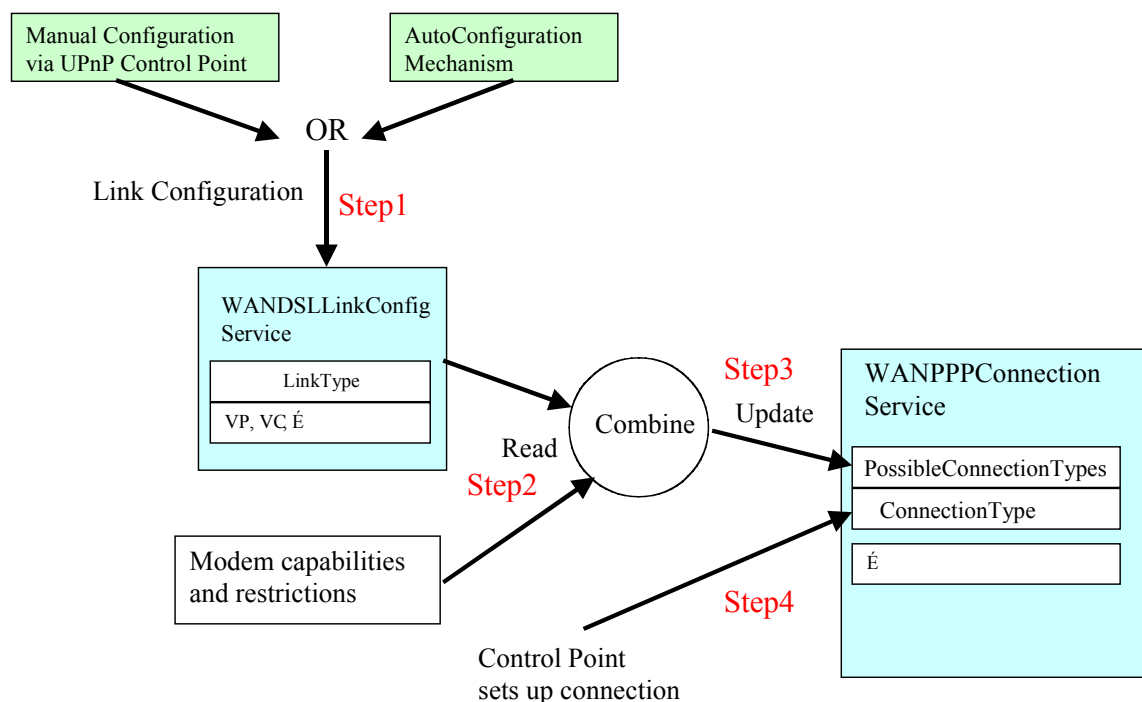 Manual Configuration
via UPnP Control Point
AutoConfiguration
Mechanism
OR
Link Configuration
Step1
WANDSLLinkConfig
Service
LinkType
VP, VC, É
Combine
Read
Step2
Modem capabilities
and restrictions
Step3
Update
WANPPPConnection
Service
PossibleConnectionTypes
ConnectionType
É
Step4
Control Point
sets up connection